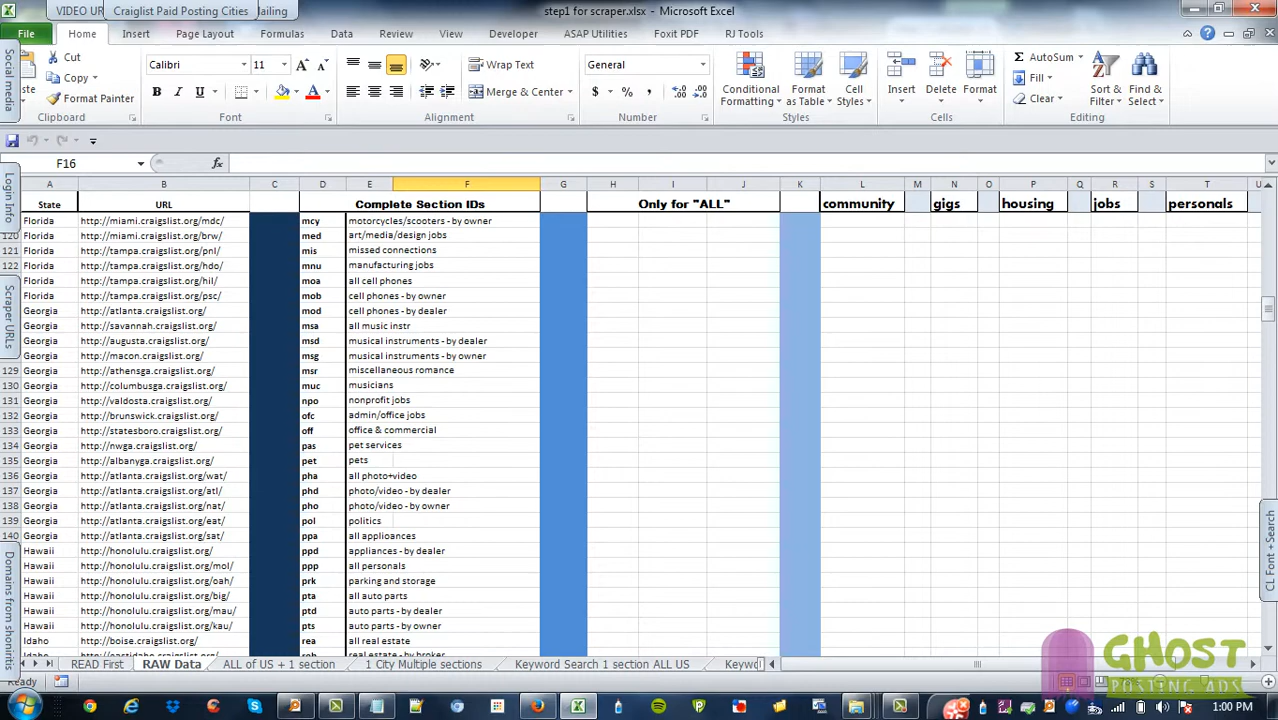 VIDEO UR Craiglist Paid Posting Cities lailing
step1 for scraper.xlsx - Microsoft Excel
File Home Insert Page Layout Formulas Data Review View Developer ASAP Utilities Foxit PDF RJ Tools
Cut
Copy
Format Painter
Clipboard
Calibri 11
B I U
Font
Wrap Text
Merge & Center
Alignment
General
$ % ,
Number
Conditional Formatting
Format as Table
Cell Styles
Styles
Insert Delete Format
Cells
AutoSum
Fill
Clear
Sort & Filter
Find & Select
Editing
F16 fx
Social media
Login Info
Scraper URLs
Domains from shonintis
CL Font + Search
A B C D E F G H I J K L M N O P Q R S T U
State URL Complete Section IDs Only for "ALL" community gigs housing jobs personals
Florida http://miami.craigslist.org/mdc/ mcy motorcycles/scooters - by owner
120 Florida http://miami.craigslist.org/brw/ med art/media/design jobs
121 Florida http://tampa.craigslist.org/pnl/ mis missed connections
122 Florida http://tampa.craigslist.org/hdo/ mnu manufacturing jobs
Florida http://tampa.craigslist.org/hil/ moa all cell phones
Florida http://tampa.craigslist.org/psc/ mob cell phones - by owner
Georgia http://atlanta.craigslist.org/ mod cell phones - by dealer
Georgia http://savannah.craigslist.org/ msa all music instr
Georgia http://augusta.craigslist.org/ msd musical instruments - by dealer
Georgia http://macon.craigslist.org/ msg musical instruments - by owner
129 Georgia http://athensga.craigslist.org/ msr miscellaneous romance
130 Georgia http://columbusga.craigslist.org/ muc musicians
131 Georgia http://valdosta.craigslist.org/ npo nonprofit jobs
132 Georgia http://brunswick.craigslist.org/ ofc admin/office jobs
133 Georgia http://statesboro.craigslist.org/ off office & commercial
134 Georgia http://nwga.craigslist.org/ pas pet services
135 Georgia http://albanyga.craigslist.org/ pet pets
136 Georgia http://atlanta.craigslist.org/wat/ pha all photo+video
137 Georgia http://atlanta.craigslist.org/atl/ phd photo/video - by dealer
138 Georgia http://atlanta.craigslist.org/nat/ pho photo/video - by owner
139 Georgia http://atlanta.craigslist.org/eat/ pol politics
140 Georgia http://atlanta.craigslist.org/sat/ ppa all applioances
Hawaii http://honolulu.craigslist.org/ ppd appliances - by dealer
Hawaii http://honolulu.craigslist.org/mol/ ppp all personals
Hawaii http://honolulu.craigslist.org/oah/ prk parking and storage
Hawaii http://honolulu.craigslist.org/big/ pta all auto parts
Hawaii http://honolulu.craigslist.org/mau/ ptd auto parts - by dealer
Hawaii http://honolulu.craigslist.org/kau/ pts auto parts - by owner
Idaho http://boise.craigslist.org/ rea all real estate
READ First RAW Data ALL of US + 1 section 1 City Multiple sections Keyword Search 1 section ALL US Keywo
Ready
GHOST
POSTING ADS
1:00 PM